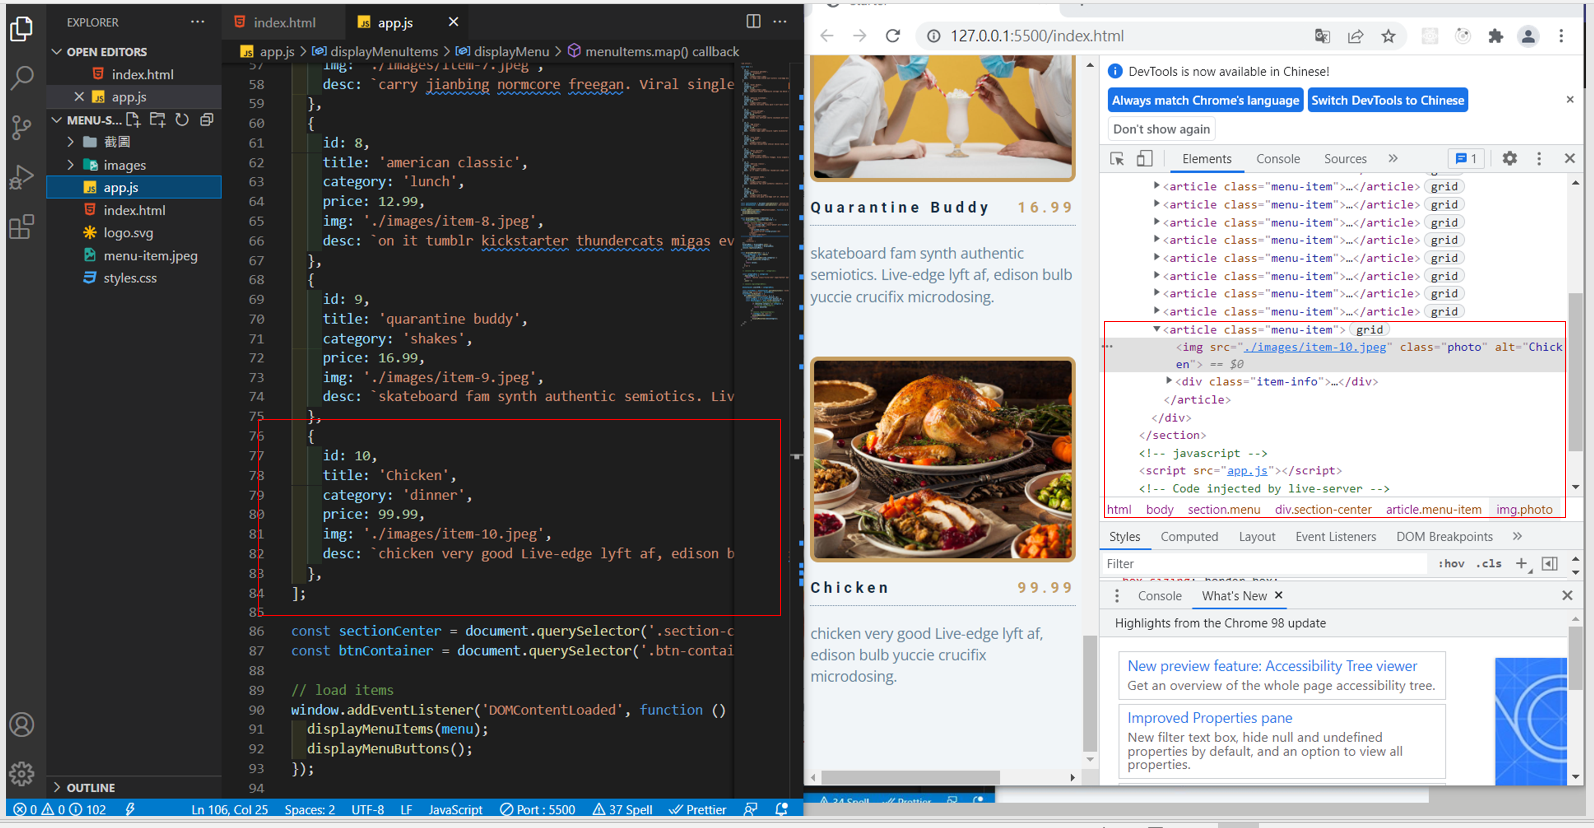 EXPLORER
···
OPEN EDITORS
index.html
app.js
MENU-S...
截圖
images
app.js
index.html
logo.svg
menu-item.jpeg
styles.css
OUTLINE
index.html
app.js
app.js > displayMenuItems > displayMenu > menuItems.map() callback
57 img: './images/item-7.jpeg',
58 desc: `carry jianbing normcore freegan. Viral single
59 },
60 {
61 id: 8,
62 title: 'american classic',
63 category: 'lunch',
64 price: 12.99,
65 img: './images/item-8.jpeg',
66 desc: `on it tumblr kickstarter thundercats migas ev
67 },
68 {
69 id: 9,
70 title: 'quarantine buddy',
71 category: 'shakes',
72 price: 16.99,
73 img: './images/item-9.jpeg',
74 desc: `skateboard fam synth authentic semiotics. Liv
75 },
76 {
77 id: 10,
78 title: 'Chicken',
79 category: 'dinner',
80 price: 99.99,
81 img: './images/item-10.jpeg',
82 desc: `chicken very good Live-edge lyft af, edison b
83 },
84 ];
85
86 const sectionCenter = document.querySelector('.section-c
87 const btnContainer = document.querySelector('.btn-contai
88
89 // load items
90 window.addEventListener('DOMContentLoaded', function ()
91 displayMenuItems(menu);
92 displayMenuButtons();
93 });
94
0 0 102 Ln 106, Col 25 Spaces: 2 UTF-8 LF JavaScript Port : 5500 37 Spell Prettier
127.0.0.1:5500/index.html
Quarantine Buddy 16.99
skateboard fam synth authentic
semiotics. Live-edge lyft af, edison bulb
yuccie crucifix microdosing.
Chicken 99.99
chicken very good Live-edge lyft af,
edison bulb yuccie crucifix
microdosing.
34 Spell Prettier
DevTools is now available in Chinese!
Always match Chrome's language
Switch DevTools to Chinese
Don't show again
Elements Console Sources » 1
<article class="menu-item">…</article> grid
<article class="menu-item">…</article> grid
<article class="menu-item">…</article> grid
<article class="menu-item">…</article> grid
<article class="menu-item">…</article> grid
<article class="menu-item">…</article> grid
<article class="menu-item">…</article> grid
<article class="menu-item">…</article> grid
<article class="menu-item"> grid
<img src="./images/item-10.jpeg" class="photo" alt="Chick
en"> == $0
<div class="item-info">…</div>
</article>
</div>
</section>
<!-- javascript -->
<script src="app.js"></script>
<!-- Code injected by live-server -->
html body section.menu div.section-center article.menu-item img.photo
Styles Computed Layout Event Listeners DOM Breakpoints »
Filter :hov .cls +
box-sizing: border-box;
Console What's New
Highlights from the Chrome 98 update
New preview feature: Accessibility Tree viewer
Get an overview of the whole page accessibility tree.
Improved Properties pane
New filter text box, hide null and undefined
properties by default, and an option to view all
properties.